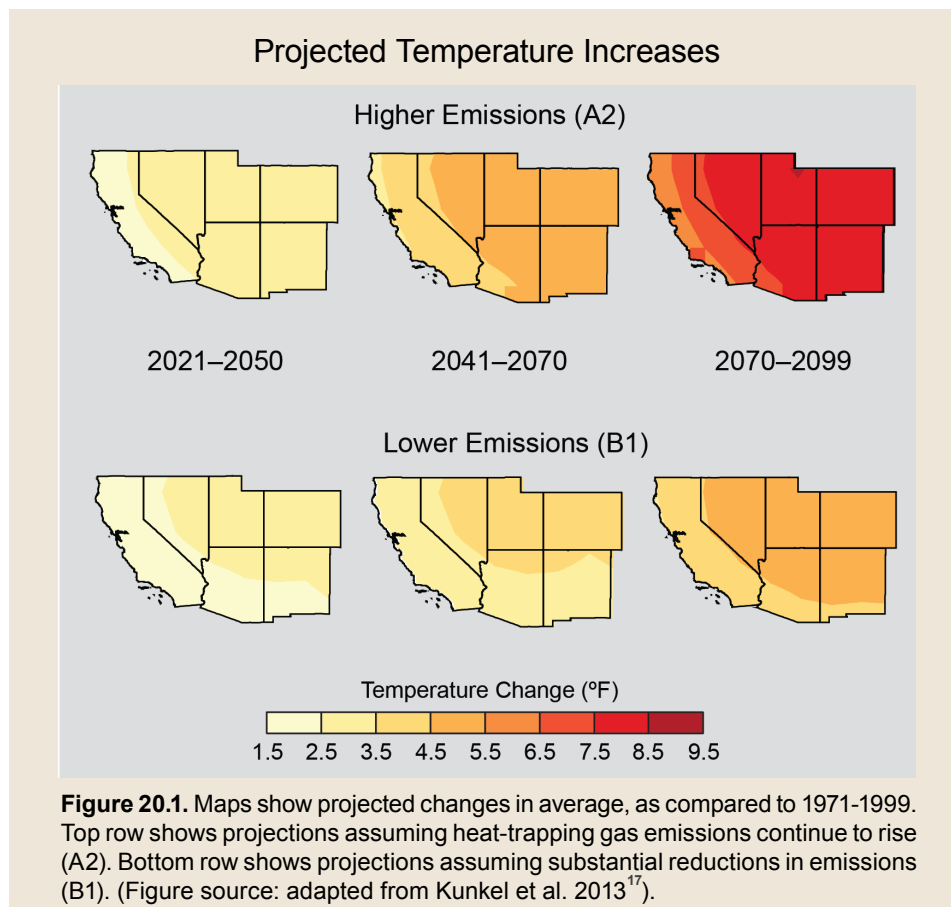 Projected Temperature Increases
Higher Emissions (A2)
2021–2050 2041–2070 2070–2099
Lower Emissions (B1)
Temperature Change (ºF)
1.5 2.5 3.5 4.5 5.5 6.5 7.5 8.5 9.5
Figure 20.1. Maps show projected changes in average, as compared to 1971-1999.
Top row shows projections assuming heat-trapping gas emissions continue to rise
(A2). Bottom row shows projections assuming substantial reductions in emissions
(B1). (Figure source: adapted from Kunkel et al. 2013¹⁷).